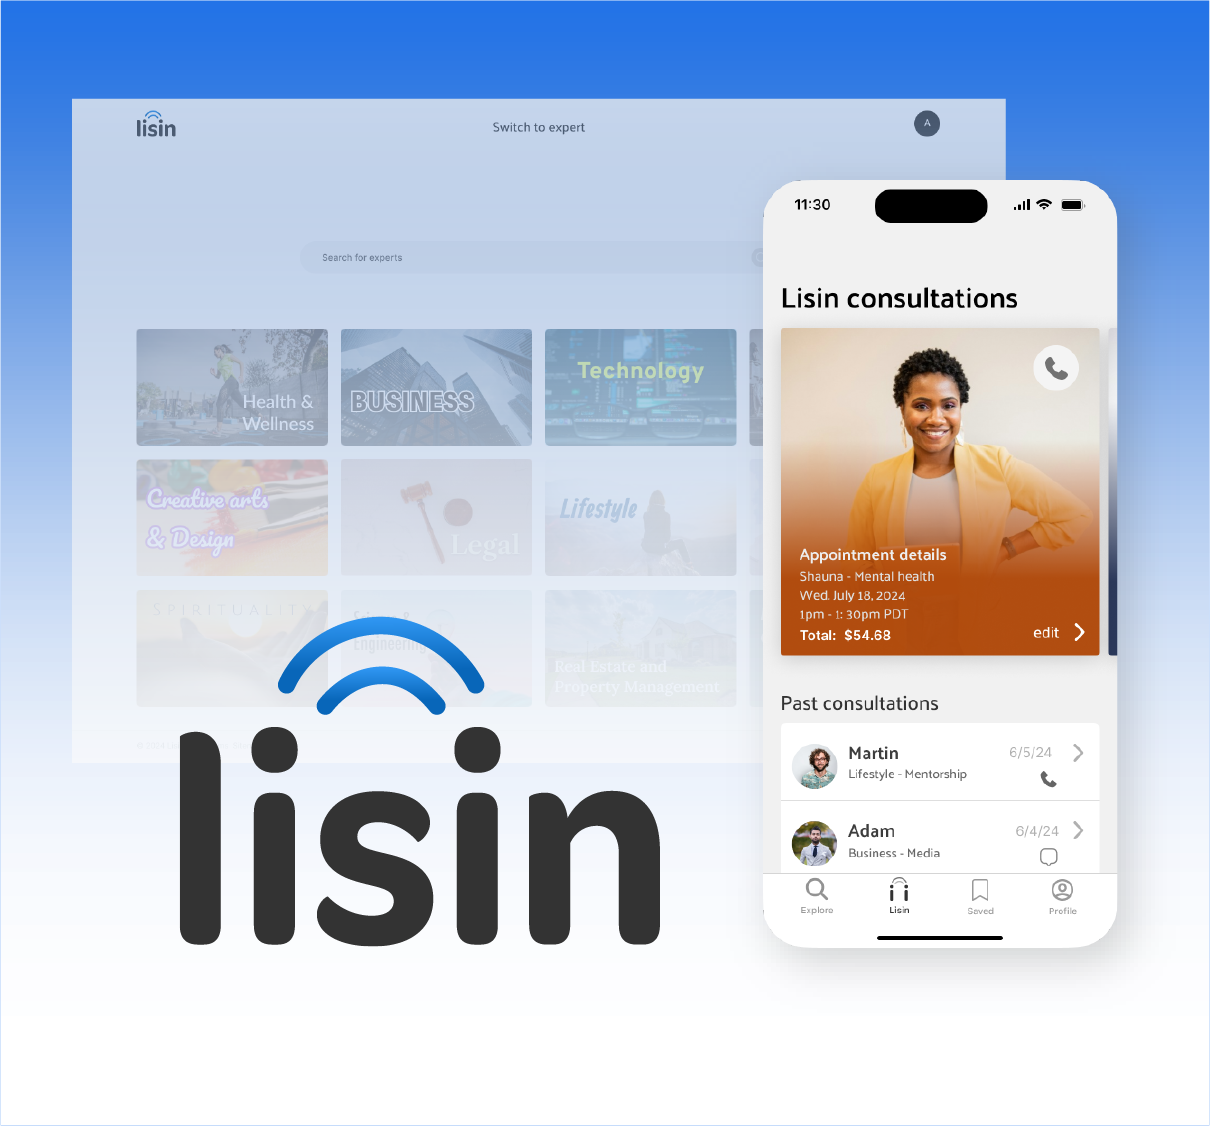 lisin
Switch to expert
A
Search for experts
Health &
Wellness
BUSINESS
Technology
Creative arts
& Design
Legal
Lifestyle
SPIRITUALITY
Engineering
Real Estate and
Property Management
lisin
11:30
Lisin consultations
Appointment details
Shauna - Mental health
Wed. July 18, 2024
1pm - 1: 30pm PDT
Total: $54.68
edit
Past consultations
Martin
6/5/24
Lifestyle - Mentorship
Adam
6/4/24
Business - Media
Explore
Lisin
Saved
Profile